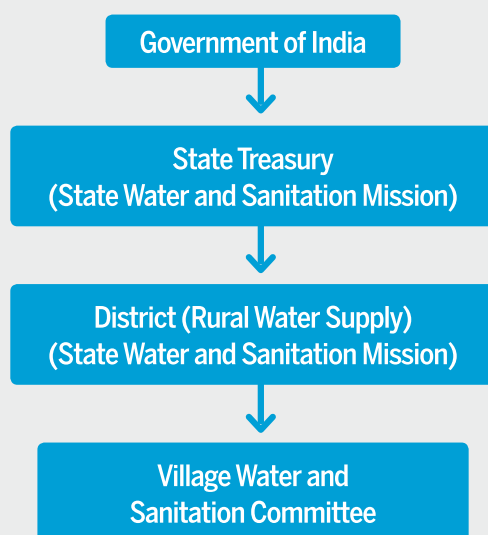 Government of India
State Treasury
(State Water and Sanitation Mission)
District (Rural Water Supply)
(State Water and Sanitation Mission)
Village Water and
Sanitation Committee